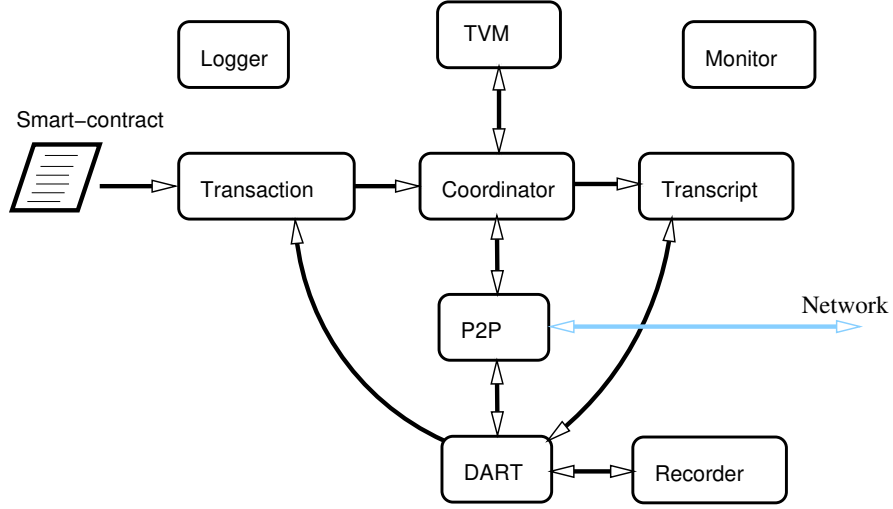 TVM
Logger
Monitor
Smart−contract
Transaction
Coordinator
Transcript
Network
P2P
DART
Recorder